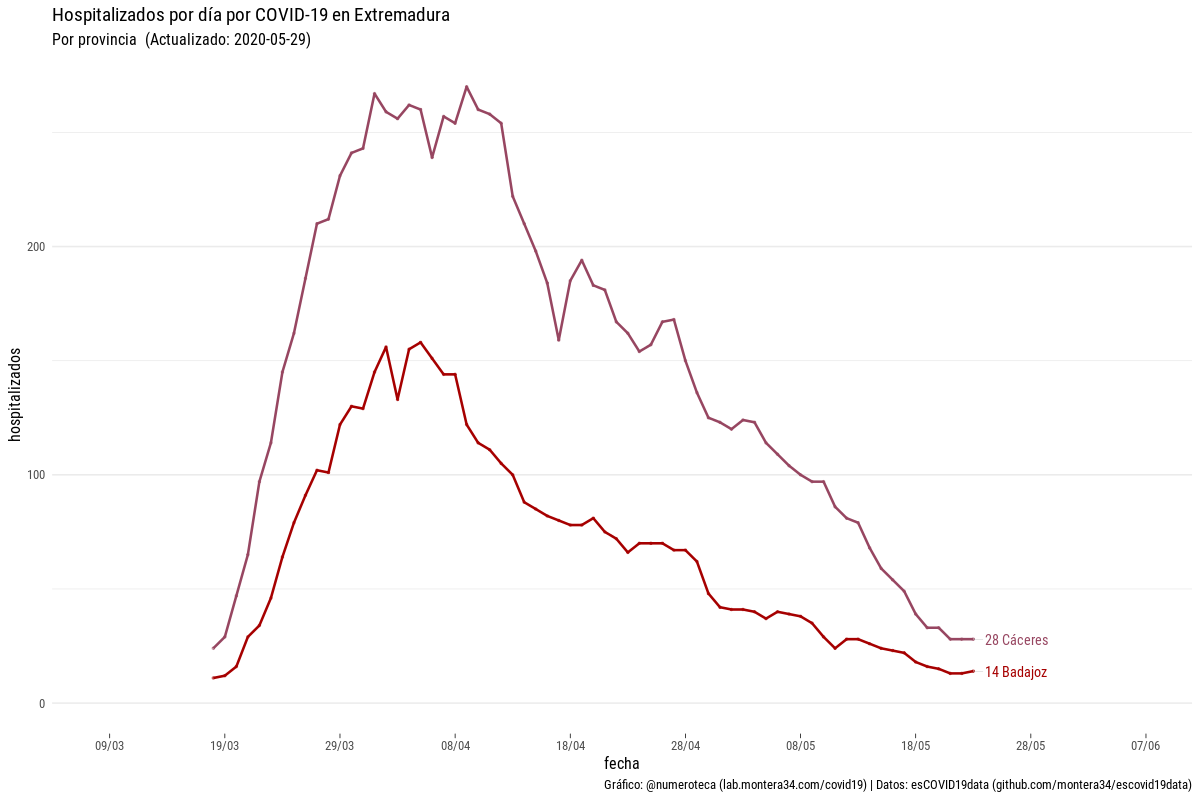 Hospitalizados por día por COVID-19 en Extremadura
Por provincia  (Actualizado: 2020-05-29)
hospitalizados
200
100
0
28 Cáceres
14 Badajoz
09/03
19/03
29/03
08/04
18/04
28/04
08/05
18/05
28/05
07/06
fecha
Gráfico: @numeroteca (lab.montera34.com/covid19) | Datos: esCOVID19data (github.com/montera34/escovid19data)